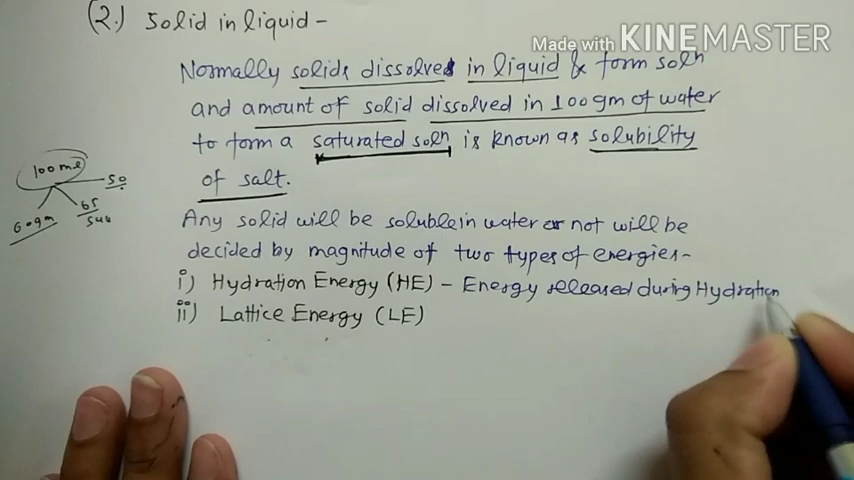 (2.) Solid in liquid -
Made with KINEMASTER
Normally solids dissolves in liquid & form soln
and amount of solid dissolved in 100gm of water
to form a saturated soln is known as solubility
of salt.
100ml
50
65
60gm
Any solid will be soluble in water or not will be
decided by magnitude of two types of energies-
i) Hydration Energy (HE) - Energy released during Hydration
ii) Lattice Energy (LE)